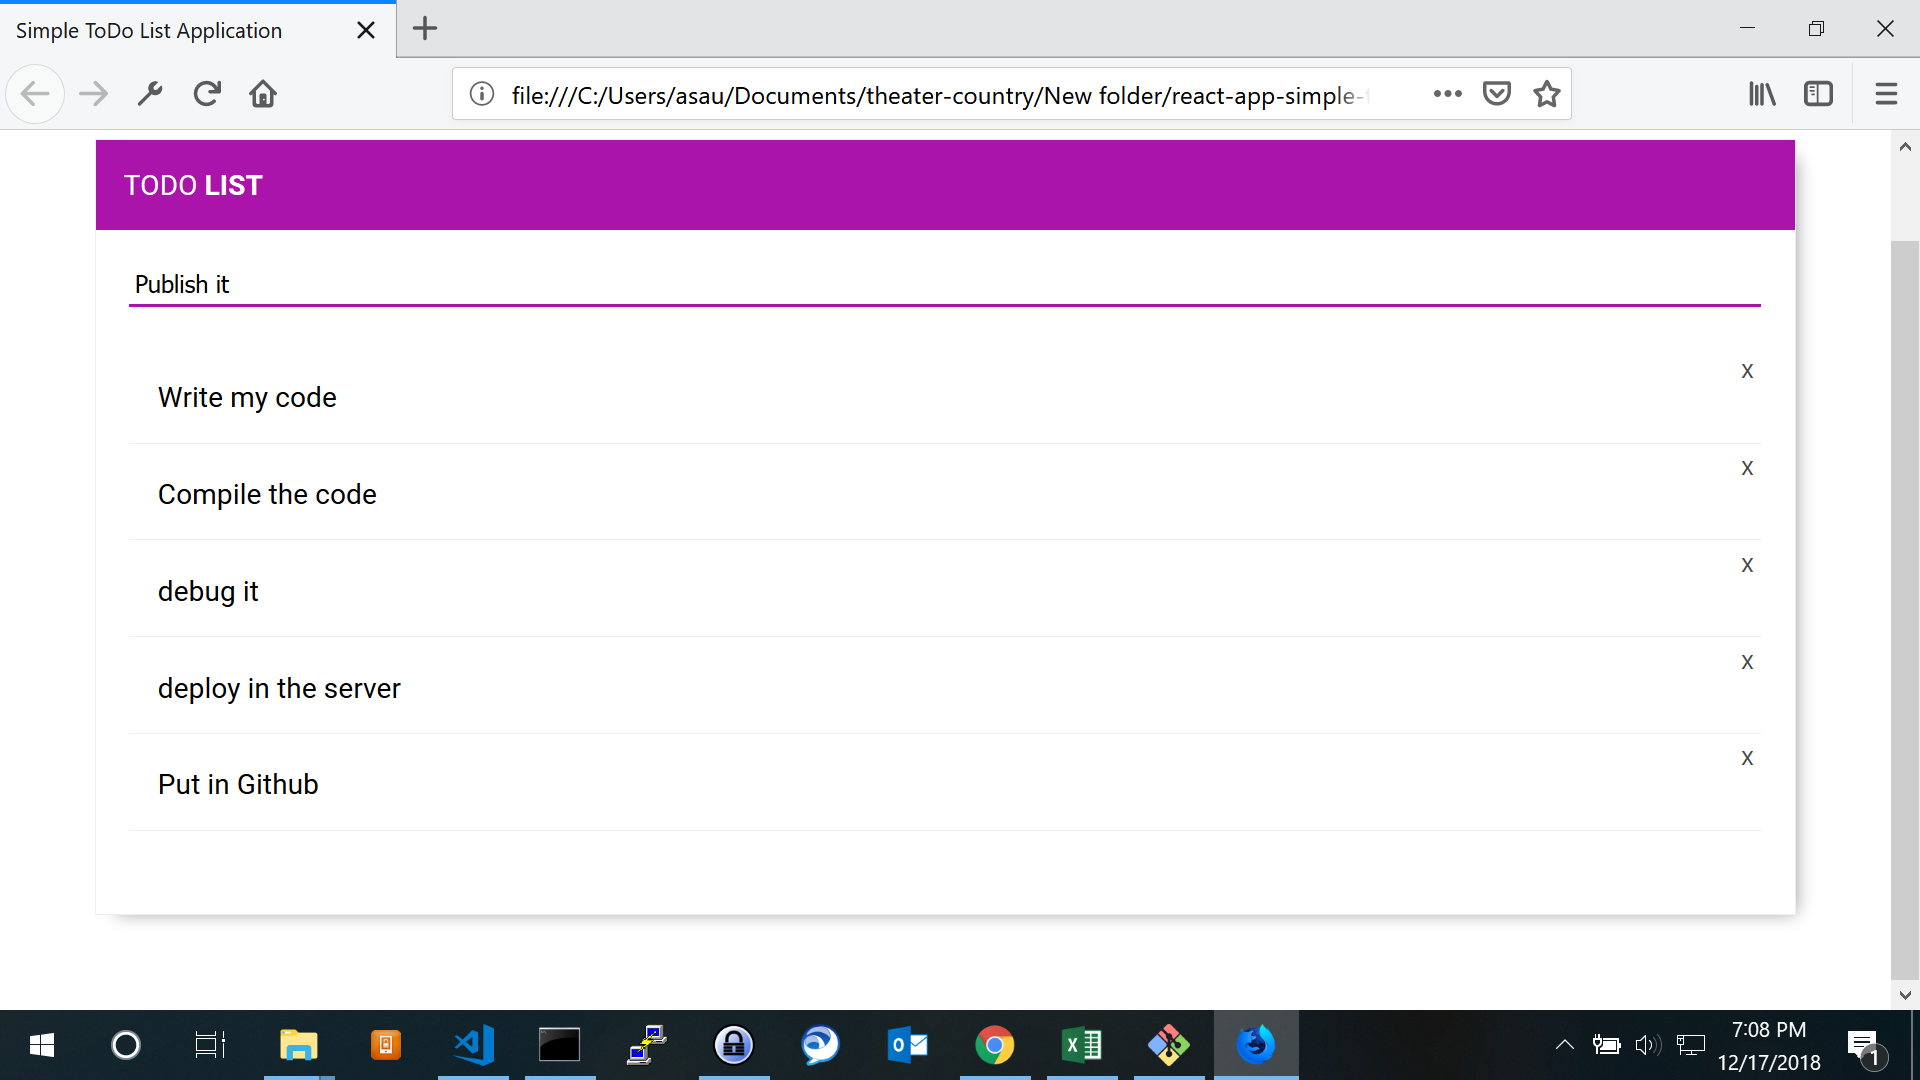 Simple ToDo List Application
file:///C:/Users/asau/Documents/theater-country/New folder/react-app-simple-
TODO LIST
Publish it
X
Write my code
X
Compile the code
X
debug it
X
deploy in the server
X
Put in Github
7:08 PM
12/17/2018
1